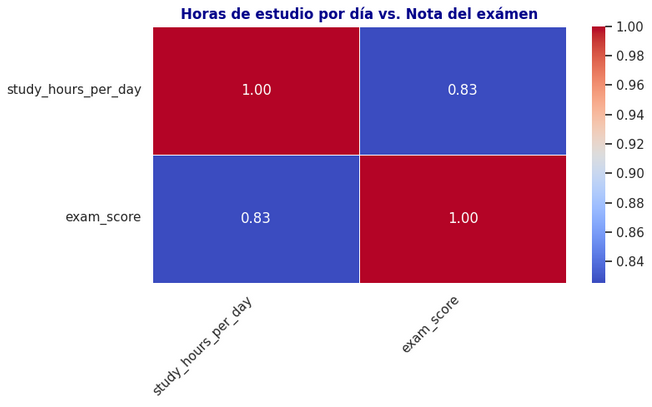 Horas de estudio por día vs. Nota del exámen
study_hours_per_day
1.00
0.83
exam_score
0.83
1.00
study_hours_per_day
exam_score
1.00
0.98
0.96
0.94
0.92
0.90
0.88
0.86
0.84